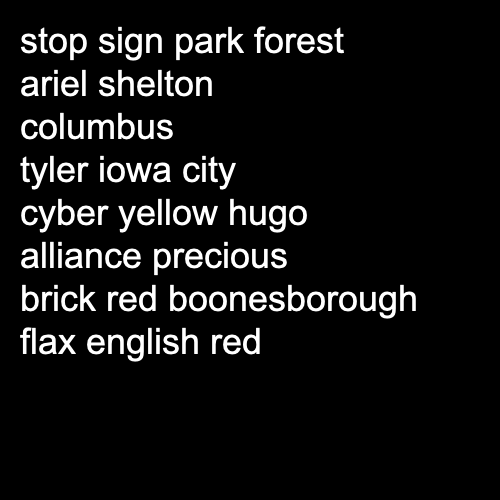 stop sign park forest
ariel shelton
columbus
tyler iowa city
cyber yellow hugo
alliance precious
brick red boonesborough
flax english red